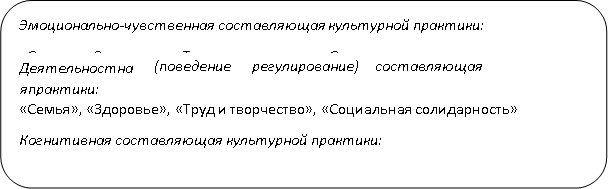 Эмоционально-чувственная составляющая культурной практики:
Деятельностна (поведение регулирование) составляющая
япрактики:
«Семья», «Здоровье», «Труд и творчество», «Социальная солидарность»
Когнитивная составляющая культурной практики: